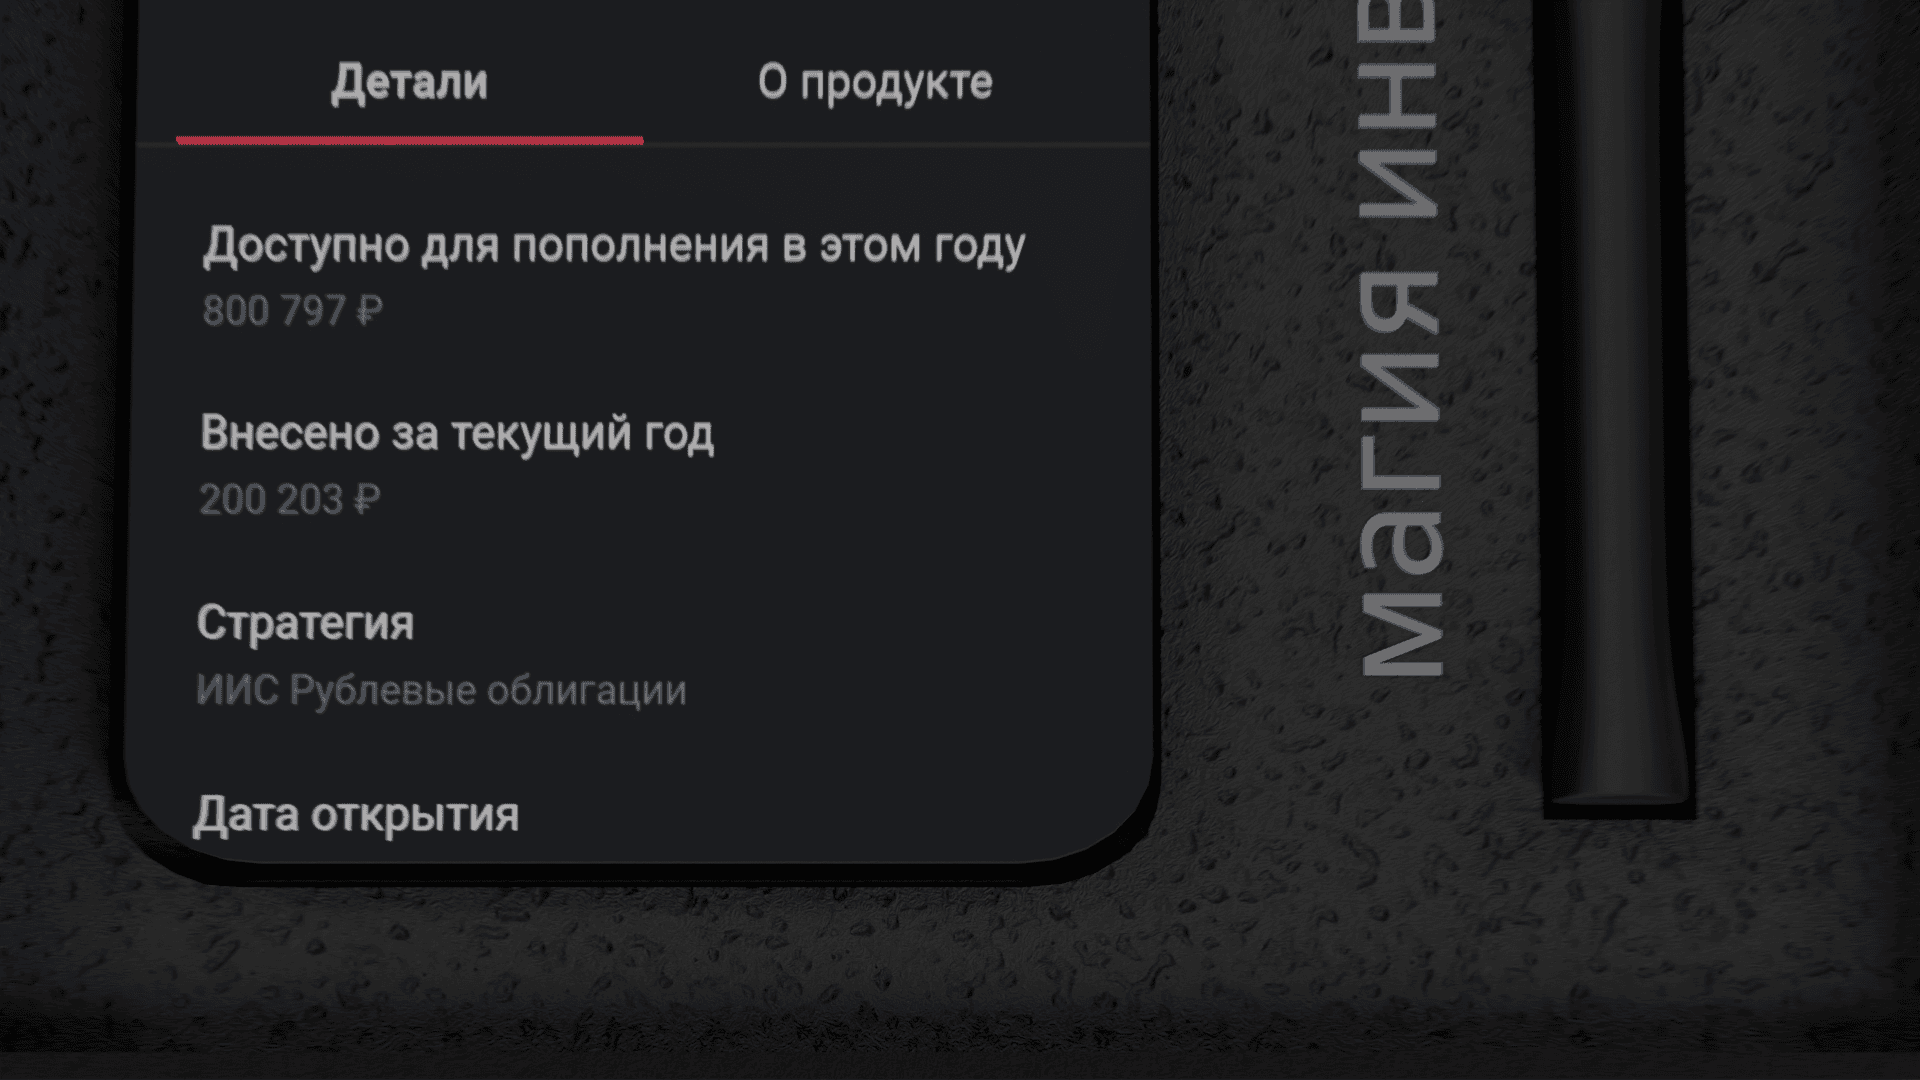 Детали
О продукте
Доступно для пополнения в этом году
800 797 ₽
Внесено за текущий год
200 203 ₽
Стратегия
ИИС Рублевые облигации
Дата открытия
магия инв